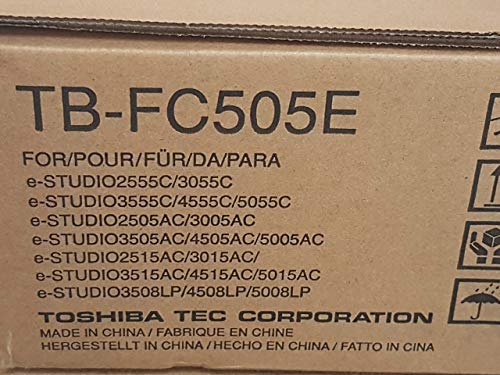 TB-FC505E
FOR/POUR/FÜR/DA/PARA
e-STUDIO2555C/3055C
e-STUDIO3555C/4555C/5055C
e-STUDIO2505AC/3005AC
e-STUDIO3505AC/4505AC/5005AC
e-STUDIO2515AC/3015AC/
e-STUDIO3515AC/4515AC/5015AC
e-STUDIO3508LP/4508LP/5008LP
TOSHIBA TEC CORPORATION
MADE IN CHINA / FABRIQUE EN CHINE
HERGESTELLT IN CHINA / HECHO EN CHINA / FATTO IN CINA